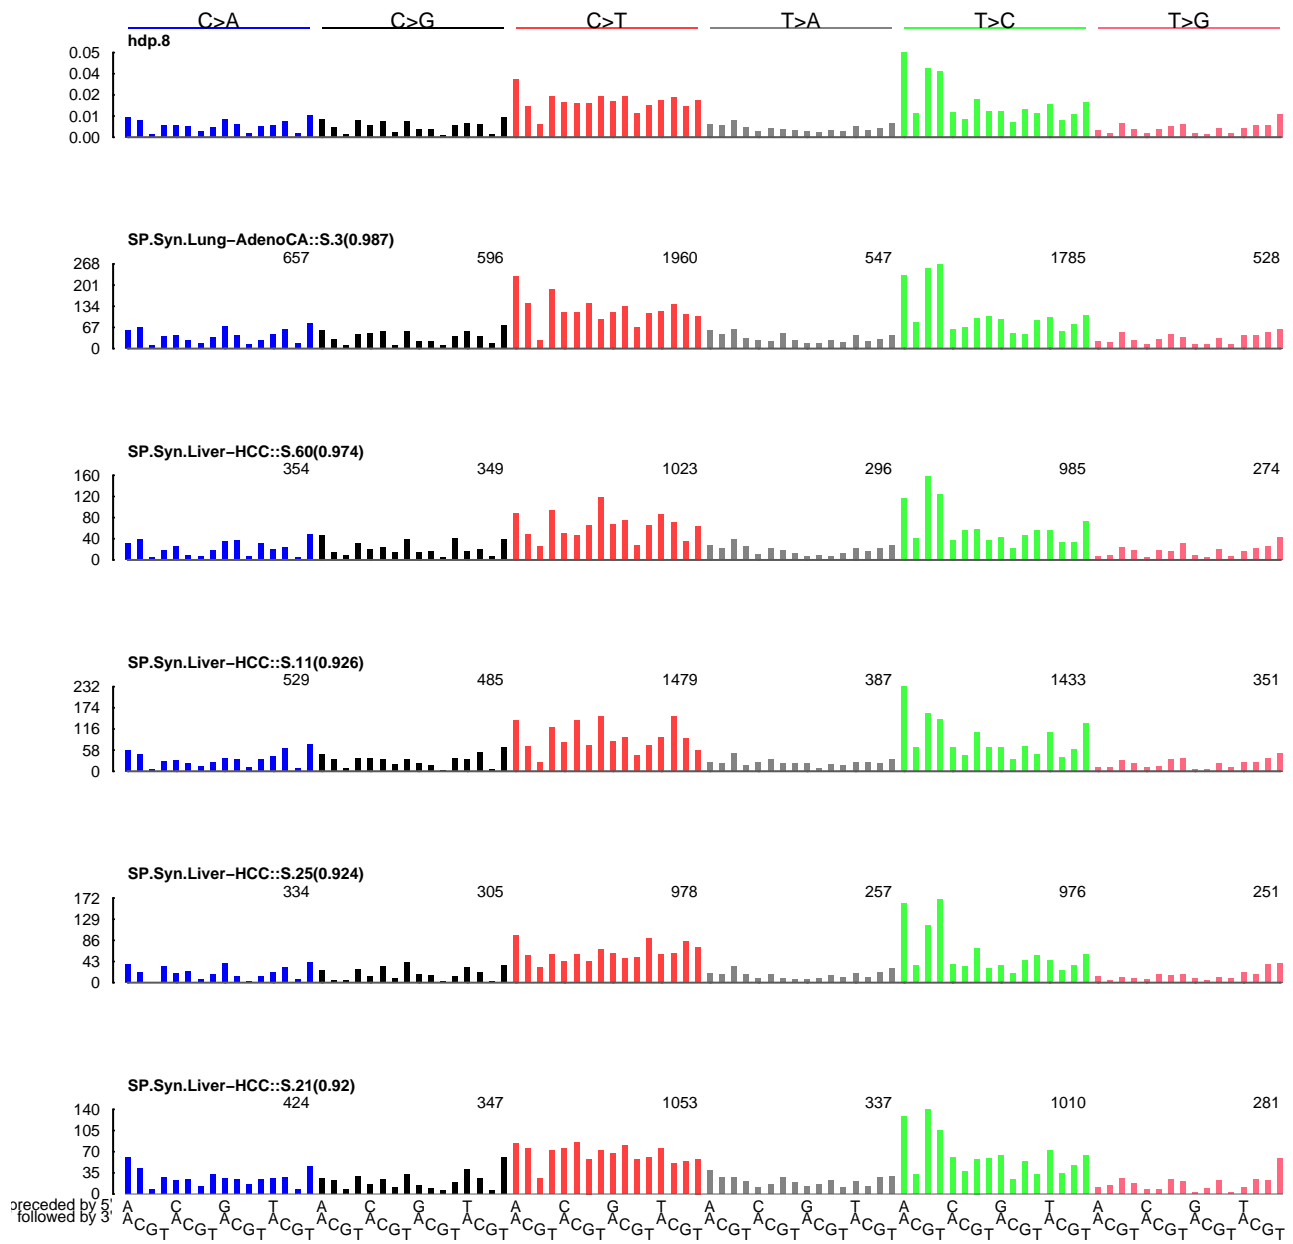 C>A C>G C>T T>A T>C T>G
hdp.8
0.05
0.04
0.02
0.01
0.00
SP.Syn.Lung−AdenoCA::S.3(0.987)
657 596 1960 547 1785 528
268
201
134
67
0
SP.Syn.Liver−HCC::S.60(0.974)
354 349 1023 296 985 274
160
120
80
40
0
SP.Syn.Liver−HCC::S.11(0.926)
529 485 1479 387 1433 351
232
174
116
58
0
SP.Syn.Liver−HCC::S.25(0.924)
334 305 978 257 976 251
172
129
86
43
0
SP.Syn.Liver−HCC::S.21(0.92)
424 347 1053 337 1010 281
140
105
70
35
0
preceded by 5' A C G T A C G T A C G T A C G T A C G T A C G T
followed by 3' A C G T A C G T A C G T A C G T A C G T A C G T A C G T A C G T A C G T A C G T A C G T A C G T A C G T A C G T A C G T A C G T A C G T A C G T A C G T A C G T A C G T A C G T A C G T A C G T